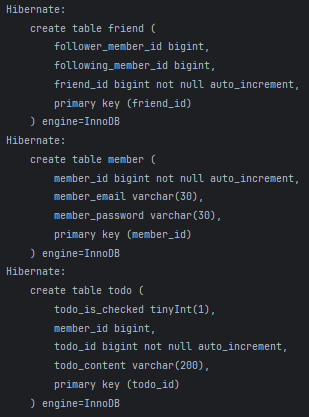 Hibernate:
create table friend (
follower_member_id bigint,
following_member_id bigint,
friend_id bigint not null auto_increment,
primary key (friend_id)
) engine=InnoDB
Hibernate:
create table member (
member_id bigint not null auto_increment,
member_email varchar(30),
member_password varchar(30),
primary key (member_id)
) engine=InnoDB
Hibernate:
create table todo (
todo_is_checked tinyInt(1),
member_id bigint,
todo_id bigint not null auto_increment,
todo_content varchar(200),
primary key (todo_id)
) engine=InnoDB